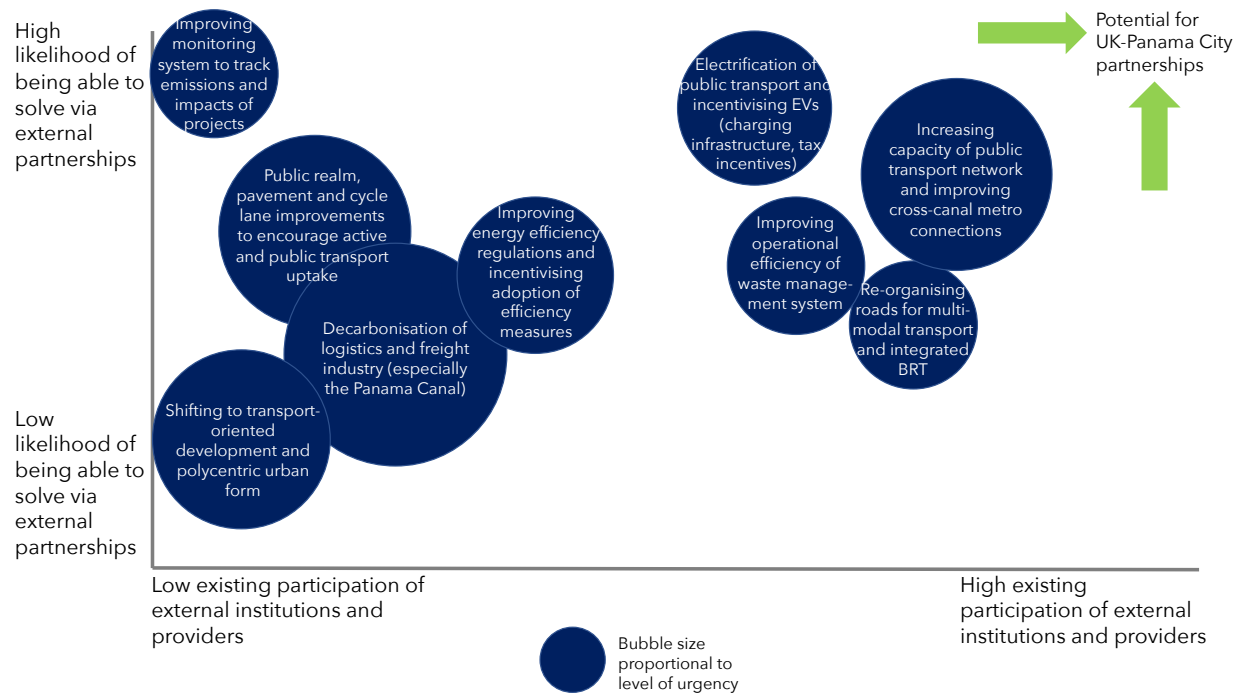 High
likelihood of
being able to
solve via
external
partnerships
Improving
monitoring
system to track
emissions and
impacts of
projects
Public realm,
pavement and cycle
lane improvements
to encourage active
and public transport
uptake
Improving
energy efficiency
regulations and
incentivising
adoption of
efficiency
measures
Decarbonisation of
logistics and freight
industry (especially
the Panama Canal)
Shifting to transport-
oriented
development and
polycentric urban
form
Electrification of
public transport and
incentivising EVs
(charging
infrastructure, tax
incentives)
Increasing
capacity of public
transport network
and improving
cross-canal metro
connections
Improving
operational
efficiency of
waste manage-
ment system
Re-organising
roads for multi-
modal transport
and integrated
BRT
Potential for
UK-Panama City
partnerships
Low
likelihood of
being able to
solve via
external
partnerships
Low existing participation of
external institutions and
providers
High existing
participation of external
institutions and providers
Bubble size
proportional to
level of urgency